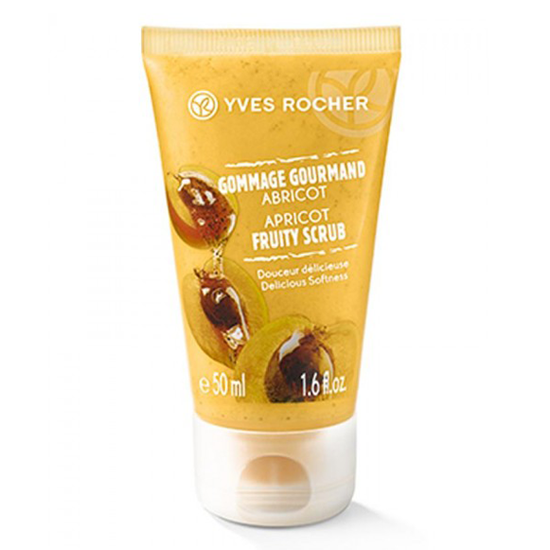 YVES ROCHER
GOMMAGE GOURMAND
ABRICOT
APRICOT
FRUITY SCRUB
Douceur délicieuse
Delicious Softness
℮ 50 ml 1.6 fl.oz.